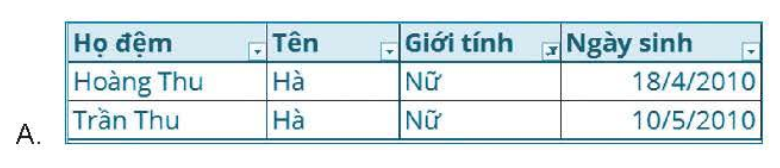 Họ đệm Tên Giới tính Ngày sinh
Hoàng Thu Hà Nữ 18/4/2010
Trần Thu Hà Nữ 10/5/2010
A.